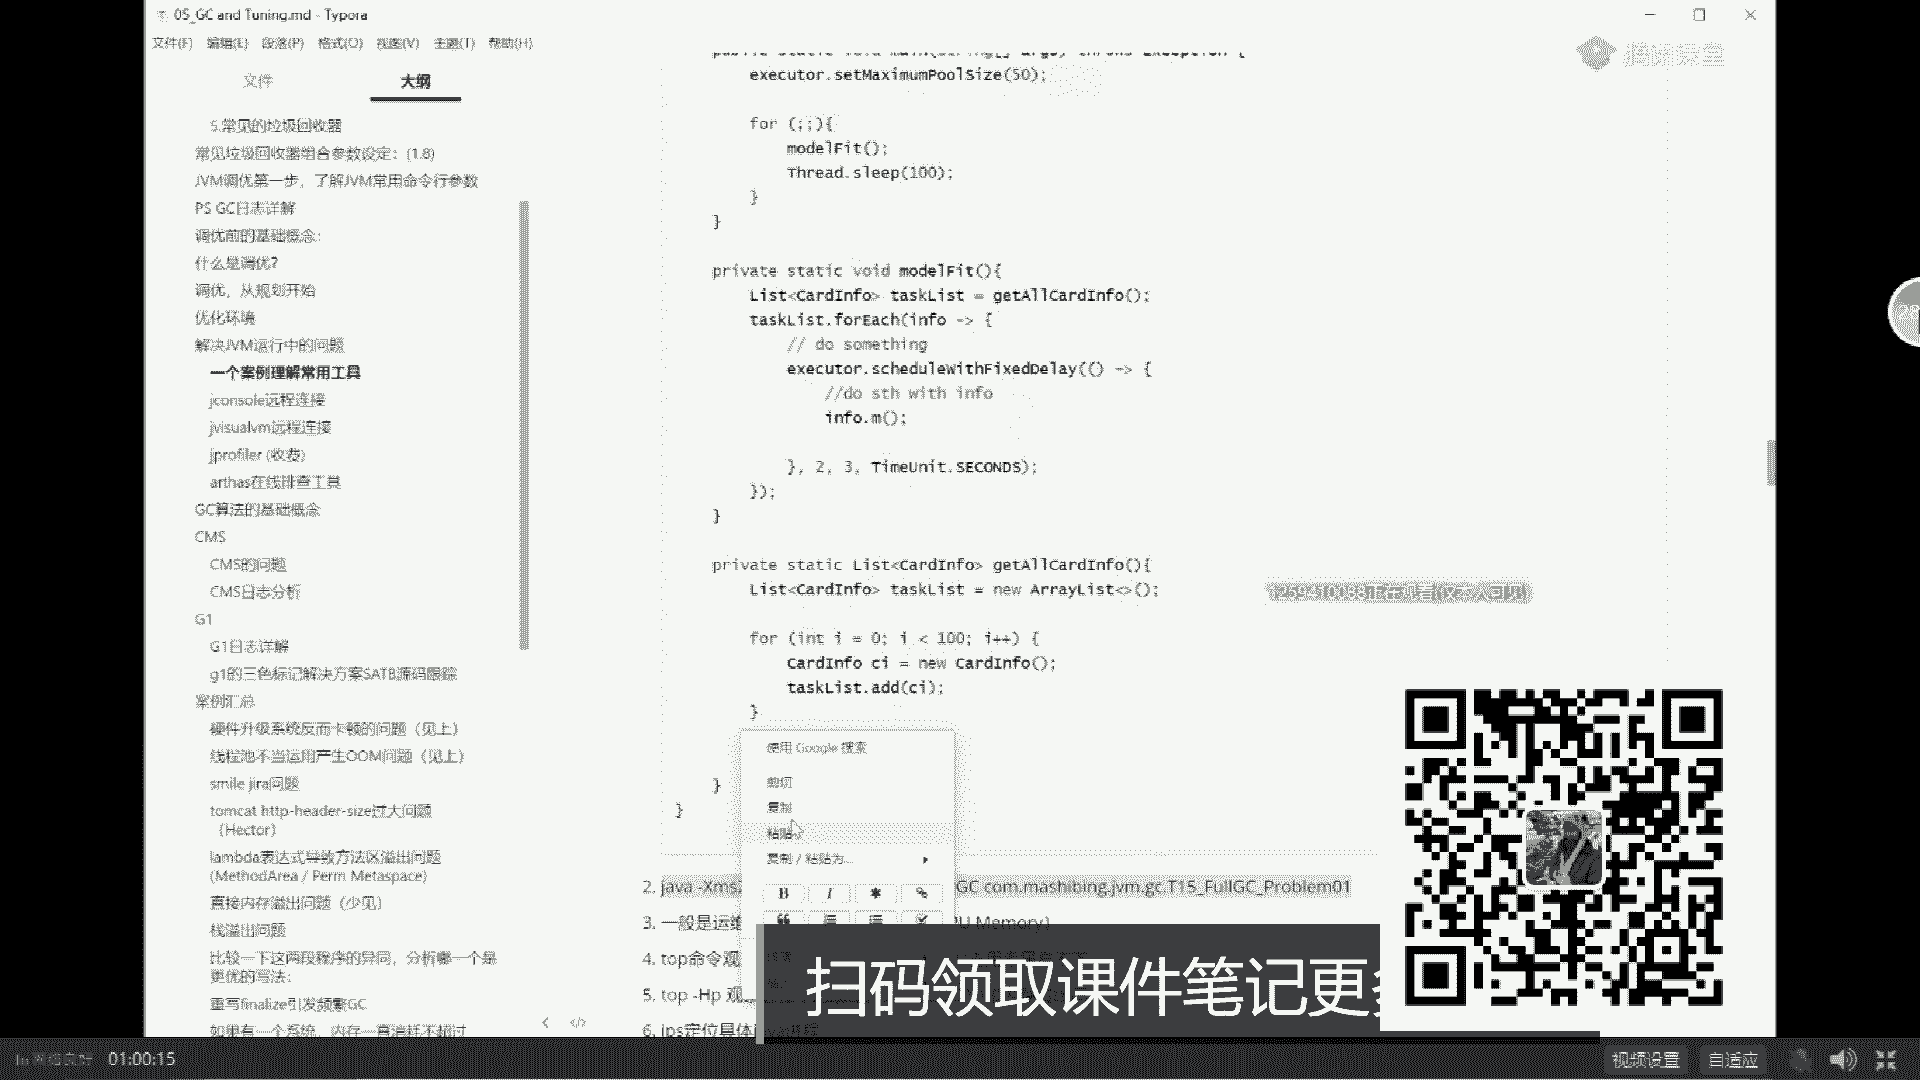 05_GC and Tuning.md - Typora
文件(F) 编辑(E) 段落(P) 格式(O) 视图(V) 主题(T) 帮助(H)
文件
大纲
5.常见的垃圾回收器
常见垃圾回收器组合参数设定：(1.8)
JVM调优第一步，了解JVM常用命令行参数
PS GC日志详解
调优前的基础概念：
什么是调优？
调优，从规划开始
优化环境
解决JVM运行中的问题
一个案例理解常用工具
jconsole远程连接
jvisualvm远程连接
jprofiler (收费)
arthas在线排查工具
GC算法的基础概念
CMS
CMS的问题
CMS日志分析
G1
G1日志详解
g1的三色标记解决方案SATB源码跟踪
案例汇总
硬件升级系统反而卡顿的问题（见上）
线程池不当运用产生OOM问题（见上）
smile jira问题
tomcat http-header-size过大问题
（Hector）
lambda表达式导致方法区溢出问题
(MethodArea / Perm Metaspace)
直接内存溢出问题（少见）
栈溢出问题
比较一下这两段程序的异同，分析哪一个是
更优的写法：
重写finalize引发频繁GC
如果有一个系统，内存一直消耗不超过
executor.setMaximumPoolSize(50);
for (;;){
modelFit();
Thread.sleep(100);
}
}
private static void modelFit(){
List<CardInfo> taskList = getAllCardInfo();
taskList.forEach(info -> {
// do something
executor.scheduleWithFixedDelay(() -> {
//do sth with info
info.m();
}, 2, 3, TimeUnit.SECONDS);
});
}
private static List<CardInfo> getAllCardInfo(){
List<CardInfo> taskList = new ArrayList<>();
for (int i = 0; i < 100; i++) {
CardInfo ci = new CardInfo();
taskList.add(ci);
}
}
}
使用 Google 搜索
剪切
复制
粘贴
复制 / 粘贴为...
B I
2. java -Xms GC com.mashibing.jvm.gc.T15_FullGC_Problem01
3. 一般是运维 PU Memory)
4. top命令观
5. top -Hp 观
6. jps定位具体java进程
扫码领取课件笔记更
01:00:15
视频设置 自适应